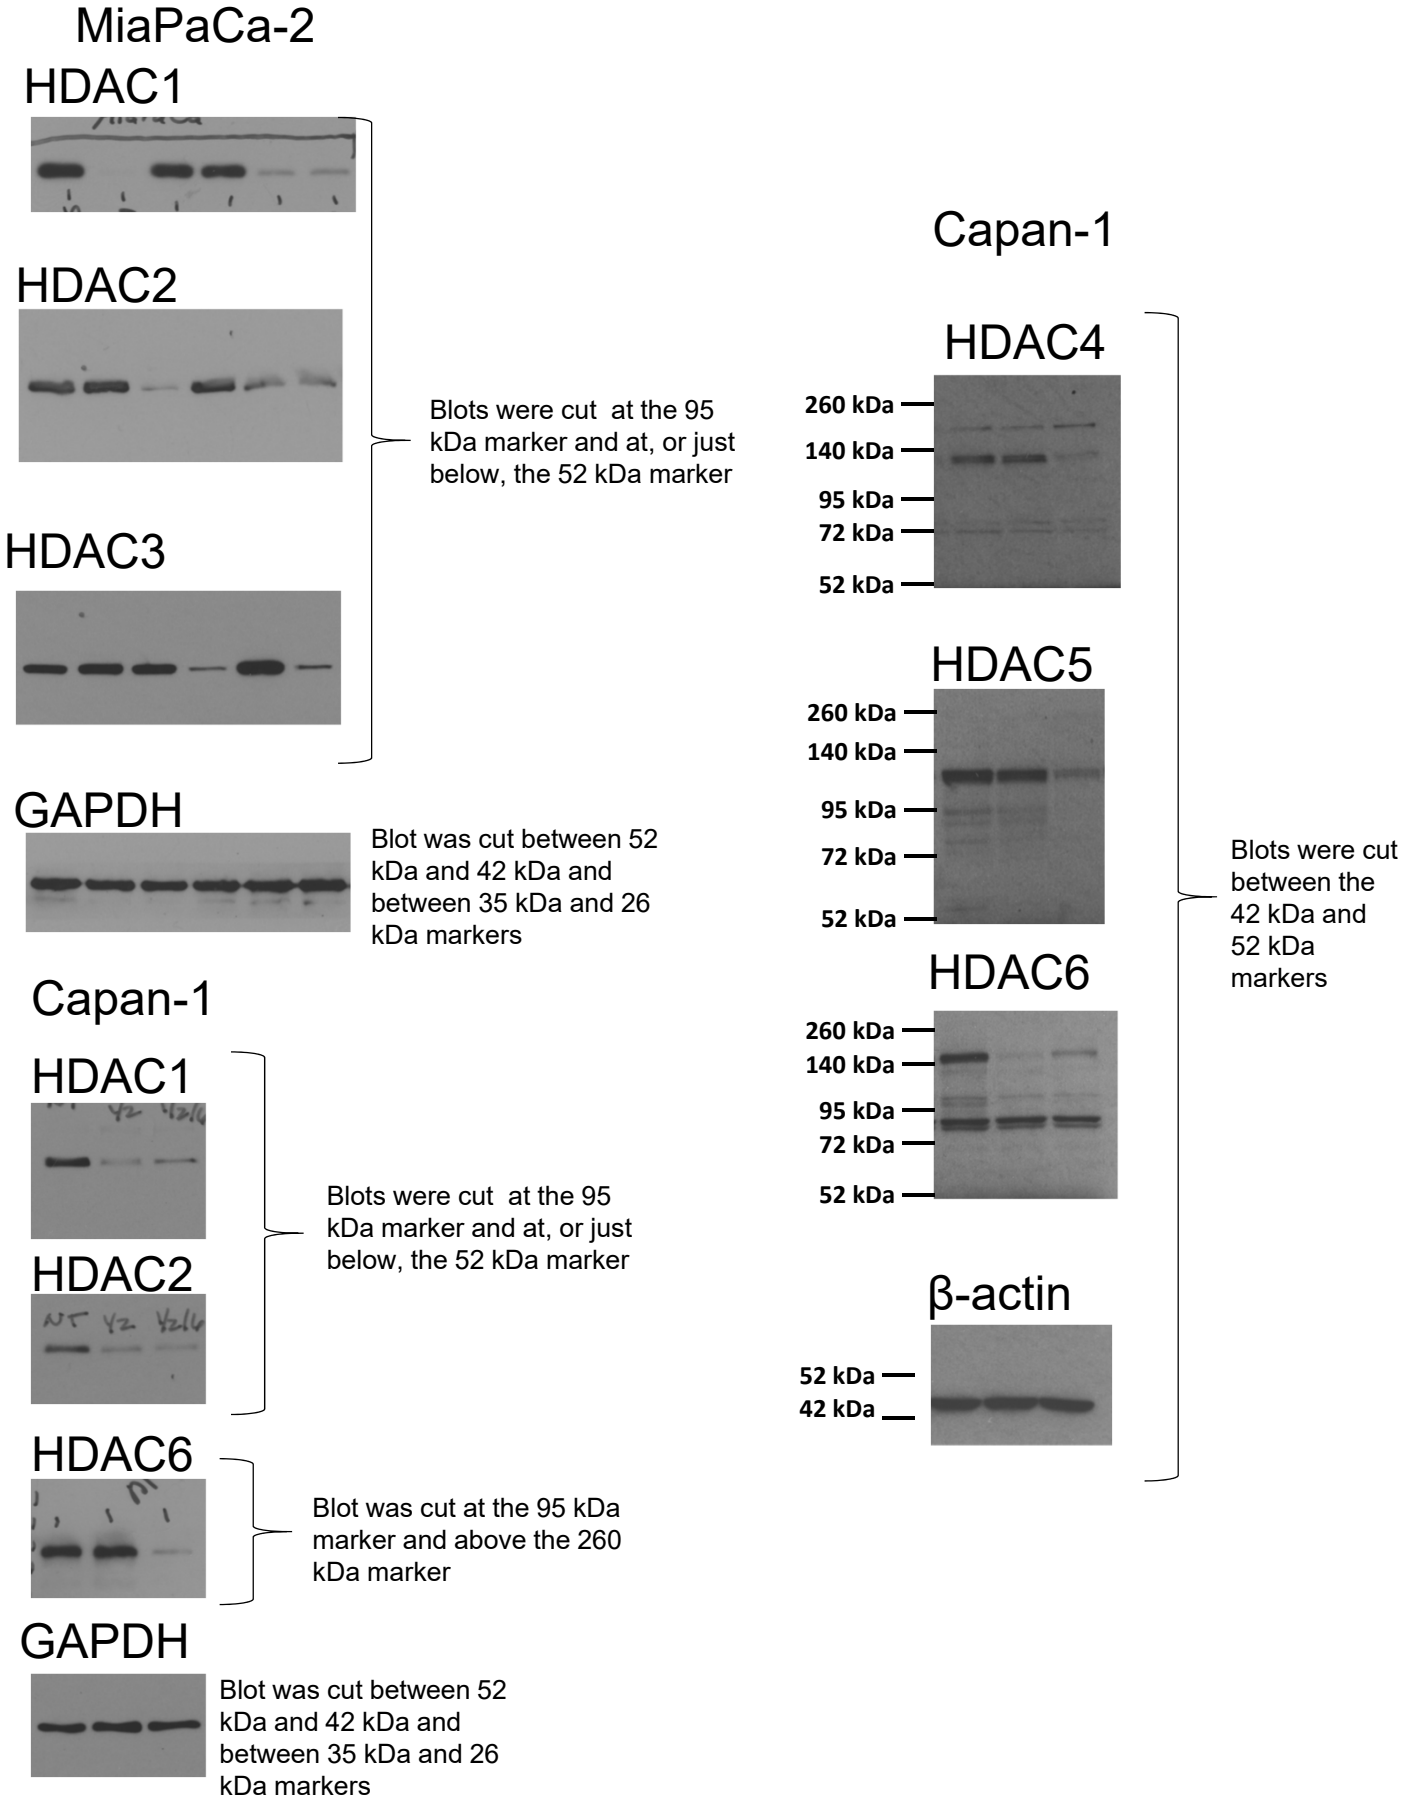 MiaPaCa-2
HDAC1
HDAC2
HDAC3
Blots were cut at the 95
kDa marker and at, or just
below, the 52 kDa marker
GAPDH
Blot was cut between 52
kDa and 42 kDa and
between 35 kDa and 26
kDa markers
Capan-1
HDAC1
Y2
HDAC2
NT Y2 Y2/6
Blots were cut at the 95
kDa marker and at, or just
below, the 52 kDa marker
HDAC6
Blot was cut at the 95 kDa
marker and above the 260
kDa marker
GAPDH
Blot was cut between 52
kDa and 42 kDa and
between 35 kDa and 26
kDa markers
Capan-1
HDAC4
260 kDa
140 kDa
95 kDa
72 kDa
52 kDa
HDAC5
260 kDa
140 kDa
95 kDa
72 kDa
52 kDa
HDAC6
260 kDa
140 kDa
95 kDa
72 kDa
52 kDa
β-actin
52 kDa
42 kDa
Blots were cut
between the
42 kDa and
52 kDa
markers